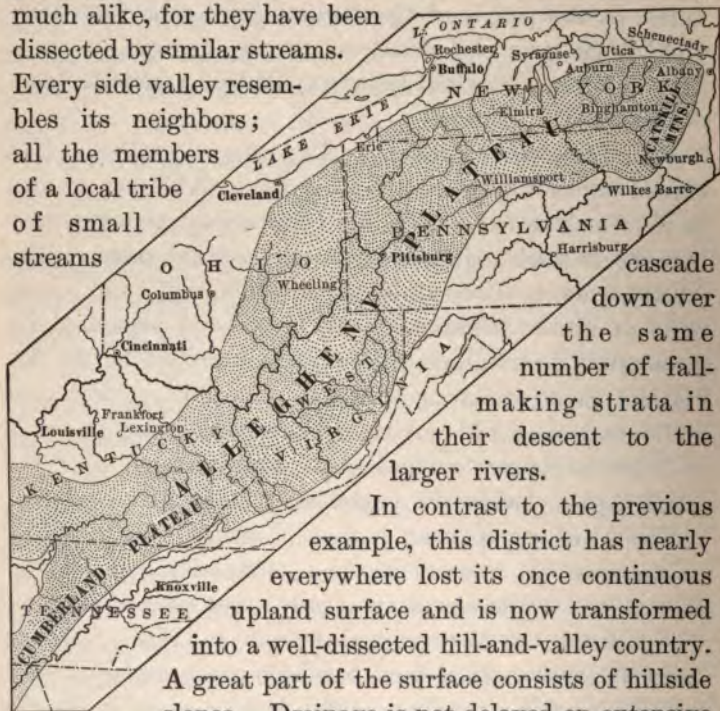 much alike, for they have been
dissected by similar streams.
Every side valley resem-
bles its neighbors;
all the members
of a local tribe
of small
streams
cascade
down over
the same
number of fall-
making strata in
their descent to the
larger rivers.
In contrast to the previous
example, this district has nearly
everywhere lost its once continuous
upland surface and is now transformed
into a well-dissected hill-and-valley country.
A great part of the surface consists of hillside
L. ONTARIO
Rochester
Syracuse
Utica
Schenectady
Buffalo
Auburn
Albany
NEW YORK
Elmira
Binghamton
CATSKILL
MTNS.
LAKE ERIE
Erie
Newburgh
Cleveland
Williamsport
Wilkes Barre
PLATEAU
PENNSYLVANIA
Harrisburg
Pittsburg
OHIO
Wheeling
Columbus
Cincinnati
ALLEGHENY
WEST
VIRGINIA
Frankfort
Louisville
Lexington
KENTUCKY
CUMBERLAND PLATEAU
Knoxville
TENNESSEE